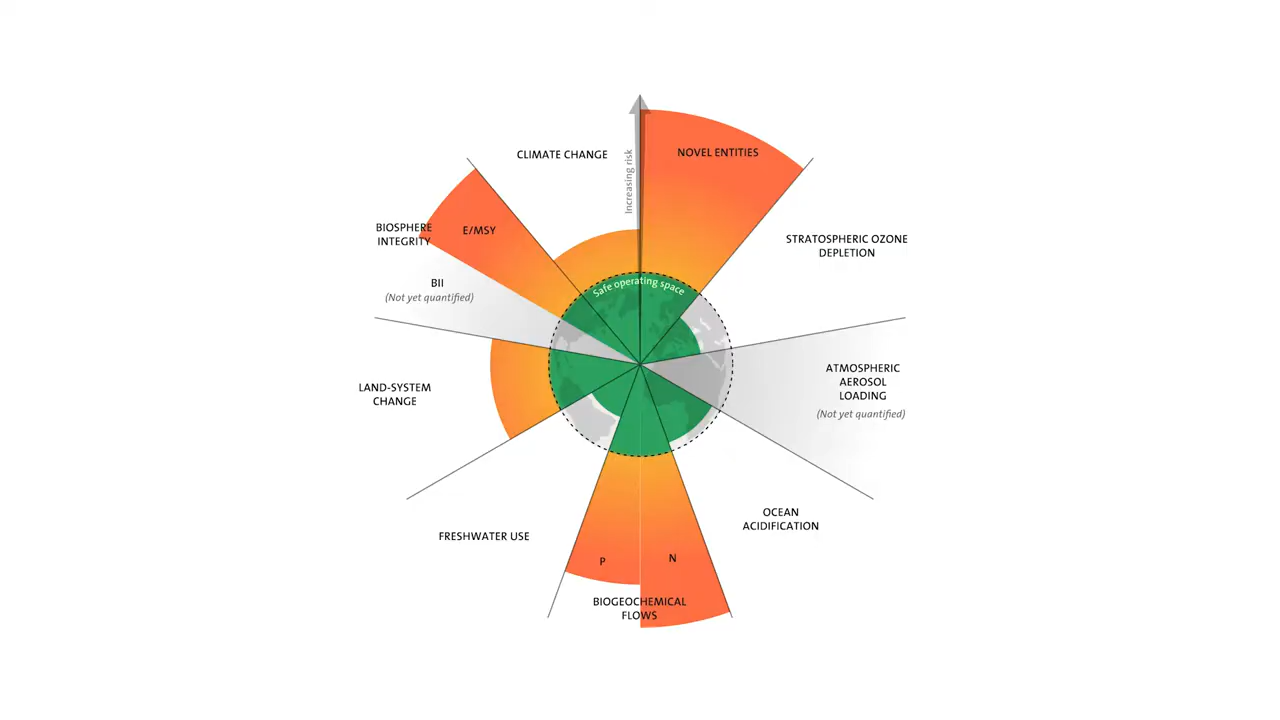 CLIMATE CHANGE
Increasing risk
NOVEL ENTITIES
BIOSPHERE
INTEGRITY
E/MSY
STRATOSPHERIC OZONE
DEPLETION
BII
(Not yet quantified)
Safe operating space
LAND-SYSTEM
CHANGE
ATMOSPHERIC
AEROSOL
LOADING
(Not yet quantified)
FRESHWATER USE
OCEAN
ACIDIFICATION
P
N
BIOGEOCHEMICAL
FLOWS